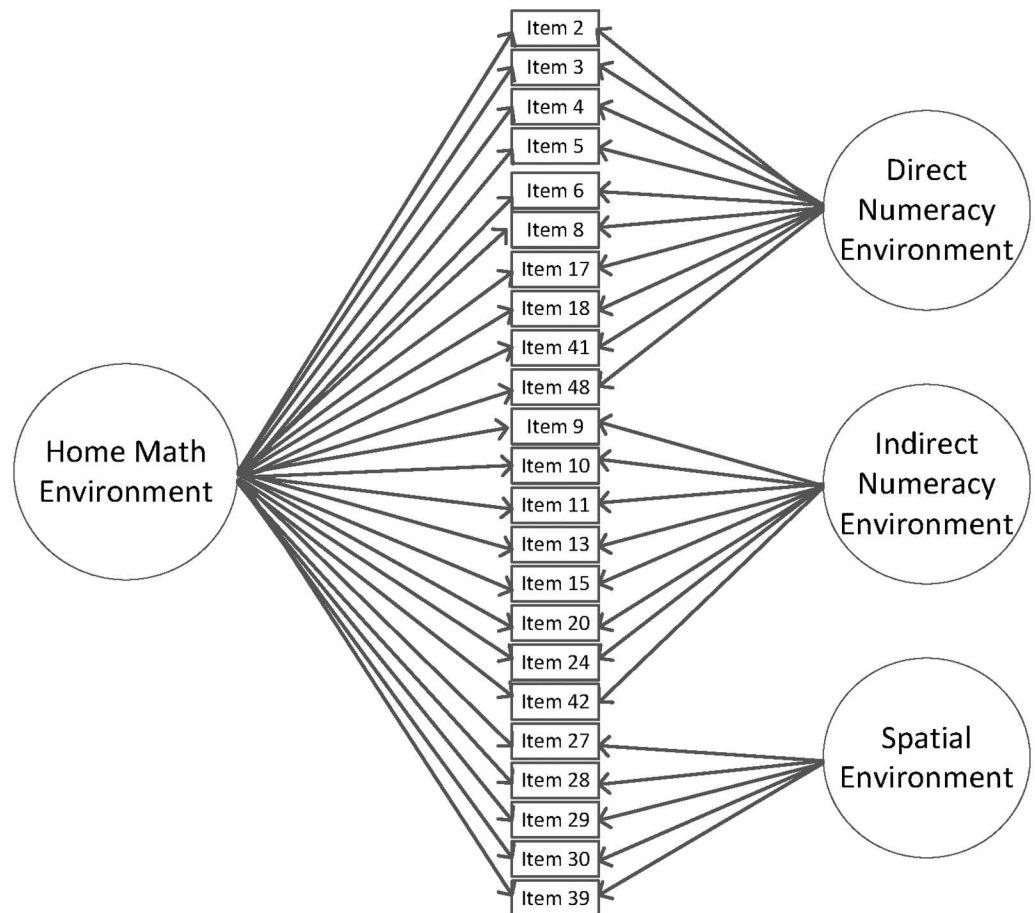 Item 2
Item 3
Item 4
Item 5
Item 6
Item 8
Item 17
Item 18
Item 41
Item 48
Item 9
Item 10
Item 11
Item 13
Item 15
Item 20
Item 24
Item 42
Item 27
Item 28
Item 29
Item 30
Item 39
Home Math
Environment
Direct
Numeracy
Environment
Indirect
Numeracy
Environment
Spatial
Environment